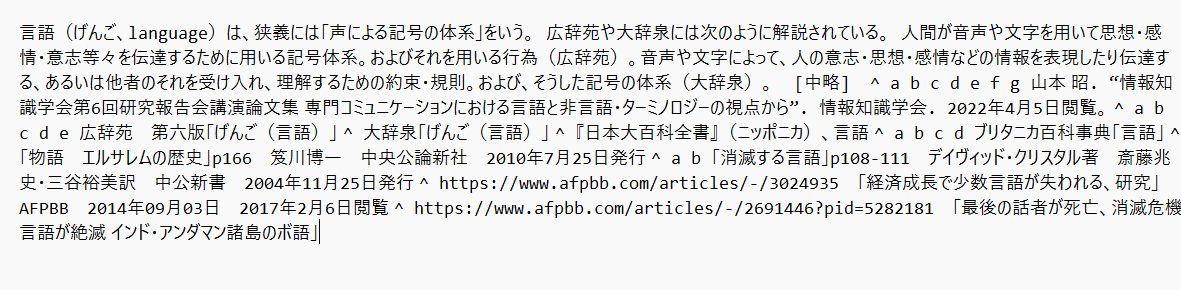 言語（げんご、language）は、狭義には「声による記号の体系」をいう。 広辞苑や大辞泉には次のように解説されている。 人間が音声や文字を用いて思想・感
情・意志等々を伝達するために用いる記号体系。およびそれを用いる行為（広辞苑）。音声や文字によって、人の意志・思想・感情などの情報を表現したり伝達す
る、あるいは他者のそれを受け入れ、理解するための約束・規則。および、そうした記号の体系（大辞泉）。 [中略] ^ a b c d e f g 山本 昭. “情報知
識学会第6回研究報告会講演論文集 専門コミュニケーションにおける言語と非言語・ターミノロジーの視点から”. 情報知識学会. 2022年4月5日閲覧。^ a b
c d e 広辞苑　第六版「げんご（言語）」^ 大辞泉「げんご（言語）」^ 『日本大百科全書』（ニッポニカ）、言語 ^ a b c d ブリタニカ百科事典「言語」^
「物語　エルサレムの歴史」p166　笈川博一　中央公論新社　2010年7月25日発行 ^ a b 「消滅する言語」p108-111　デイヴィッド・クリスタル著　斎藤兆
史・三谷裕美訳　中公新書　2004年11月25日発行 ^ https://www.afpbb.com/articles/-/3024935　「経済成長で少数言語が失われる、研究」
AFPBB　2014年09月03日　2017年2月6日閲覧 ^ https://www.afpbb.com/articles/-/2691446?pid=5282181　「最後の話者が死亡、消滅危機
言語が絶滅 インド・アンダマン諸島のボ語」